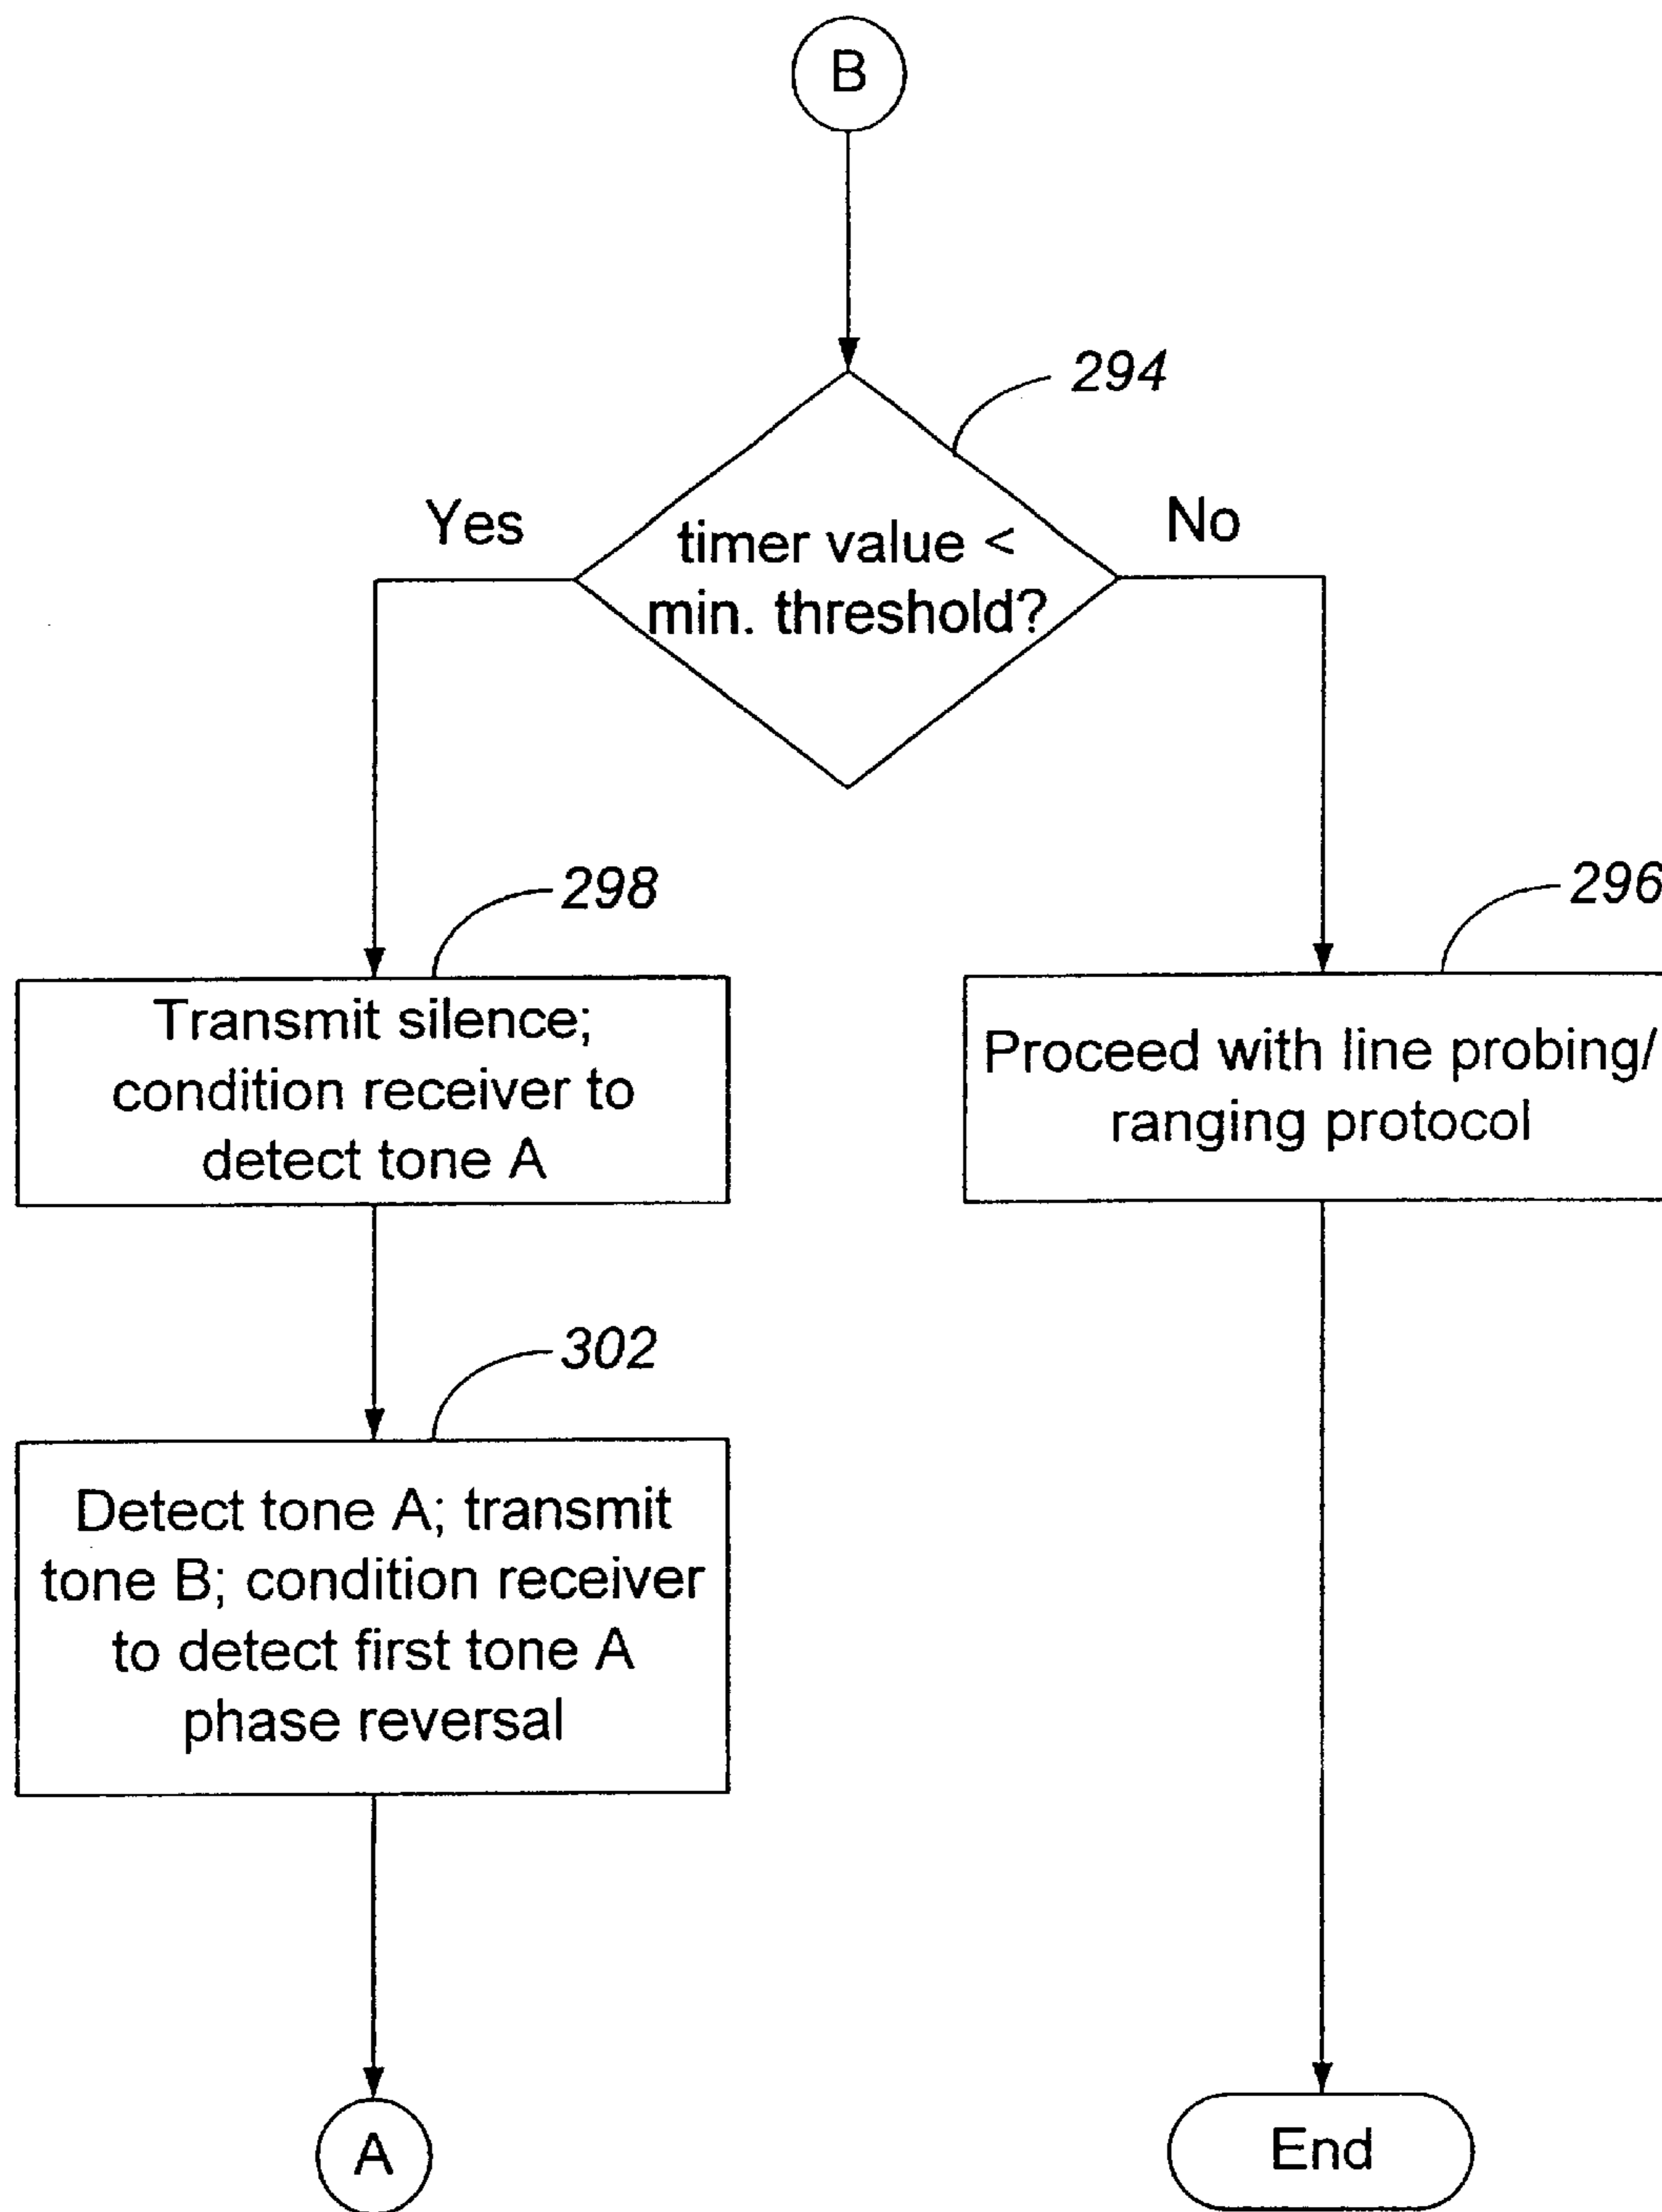 B
294
Yes
No
timer value <
min. threshold?
298
296
Transmit silence;
condition receiver to
detect tone A
Proceed with line probing/
ranging protocol
302
Detect tone A; transmit
tone B; condition receiver
to detect first tone A
phase reversal
A
End